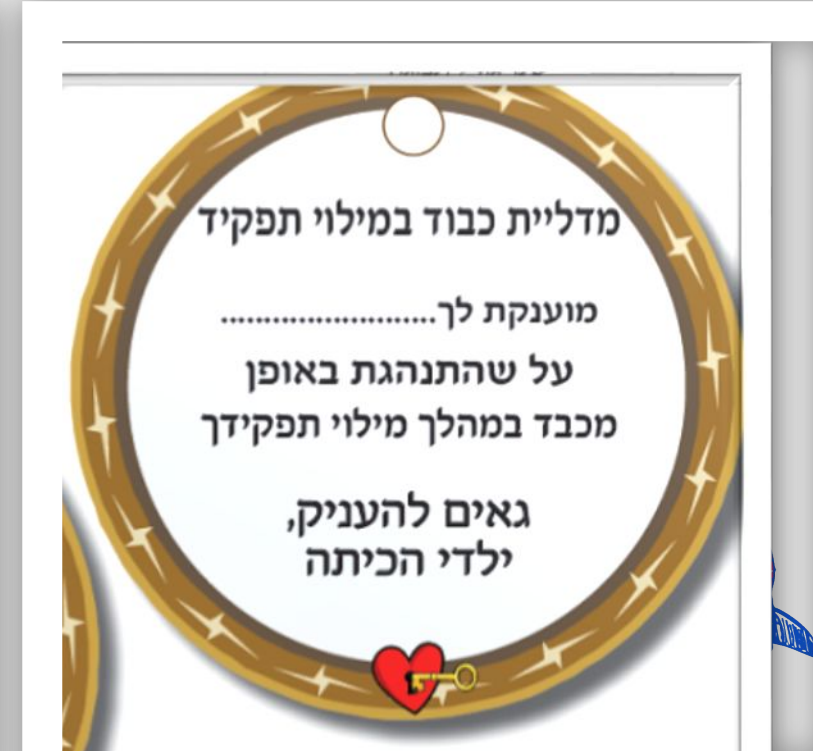 מדליית כבוד במילוי תפקיד
מוענקת לך.........................
על שהתנהגת באופן
מכבד במהלך מילוי תפקידך
גאים להעניק,
ילדי הכיתה